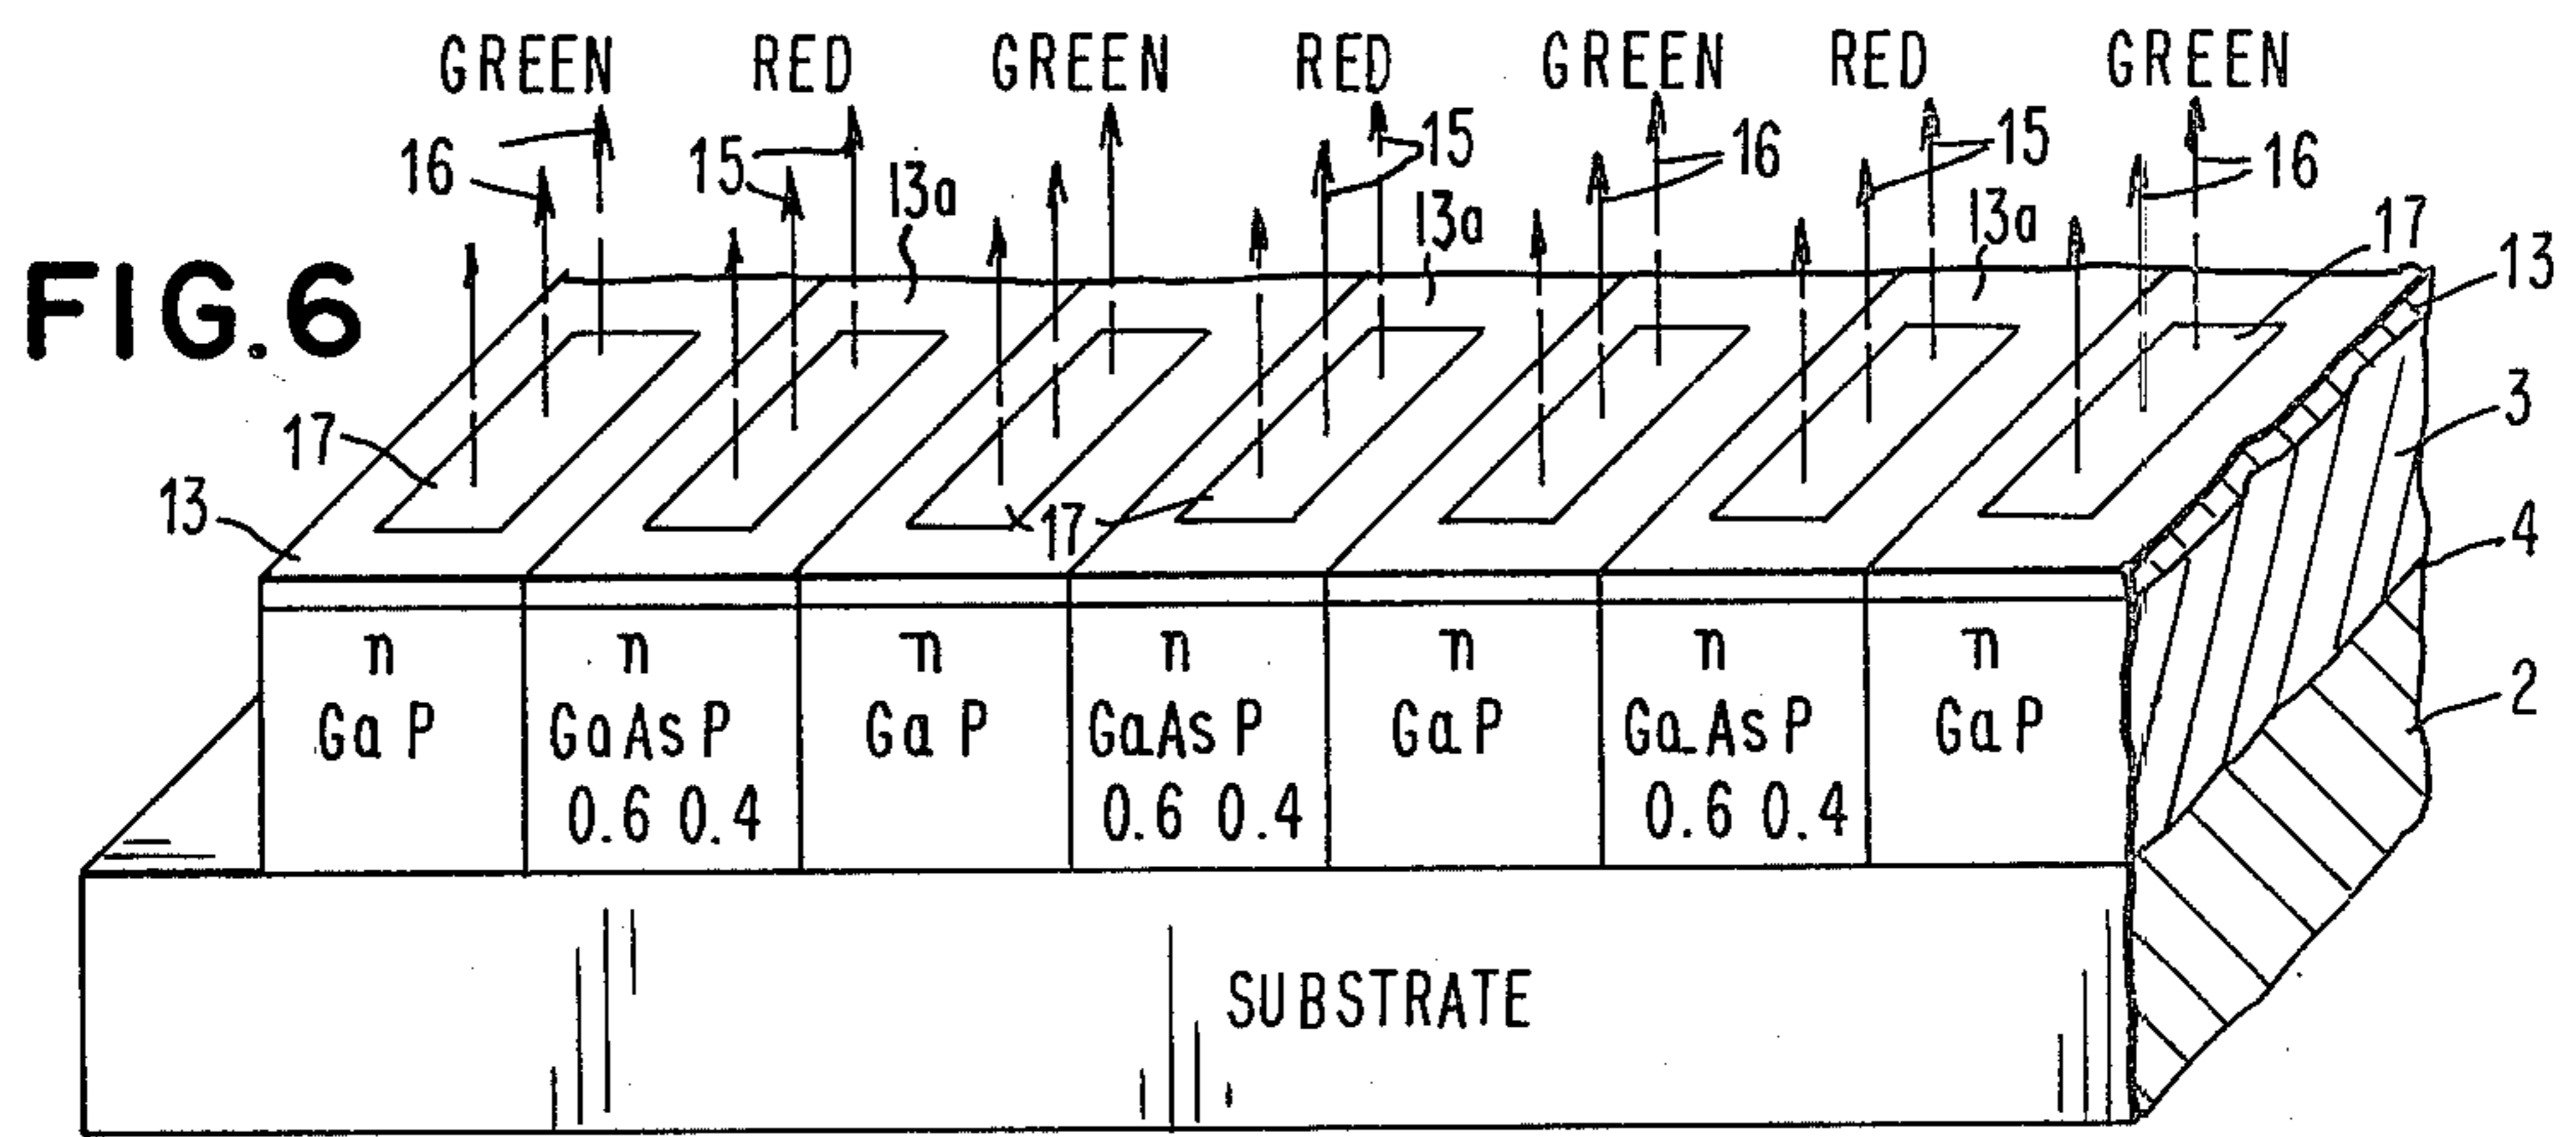 GREEN RED GREEN RED GREEN RED GREEN
16 15 13a 15 13a 16 15 13a 16 17 13
FIG.6
17 13 17 3 4 2
n n n n n n n
GaP GaAsP GaP GaAsP GaP GaAsP GaP
0.6 0.4 0.6 0.4 0.6 0.4
SUBSTRATE